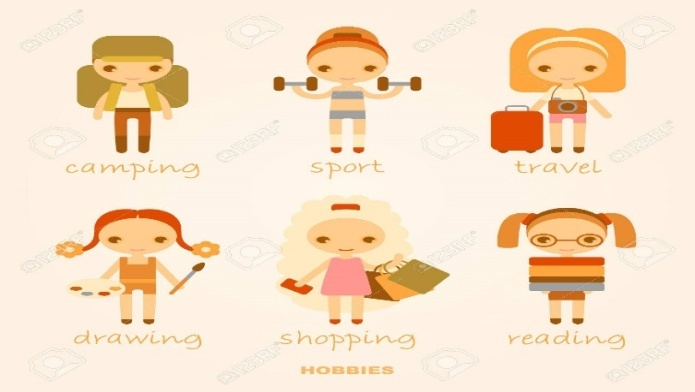 camping sport travel
drawing shopping reading
HOBBIES